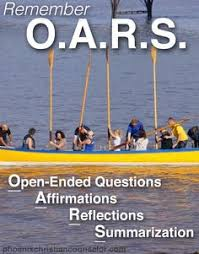 Remember
O.A.R.S.
Open-Ended Questions
Affirmations
Reflections
Summarization
phoenixchristiancounselor.com